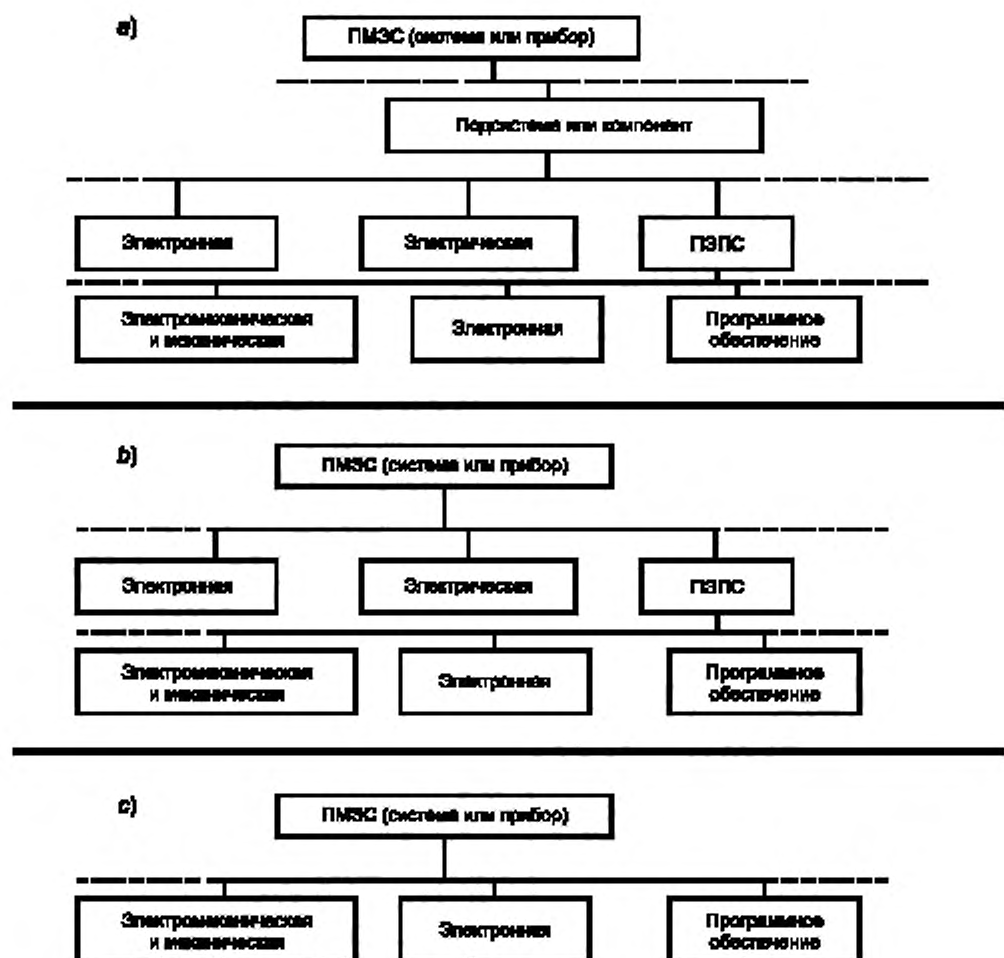 a)
ПМЭС (система или прибор)
Подсистема или компонент
Электронная
Электрическая
ПЭПС
Электромеханическая
и механическая
Электронная
Программное
обеспечение
b)
ПМЭС (система или прибор)
Электронная
Электрическая
ПЭПС
Электромеханическая
и механическая
Электронная
Программное
обеспечение
c)
ПМЭС (система или прибор)
Электромеханическая
и механическая
Электронная
Программное
обеспечение